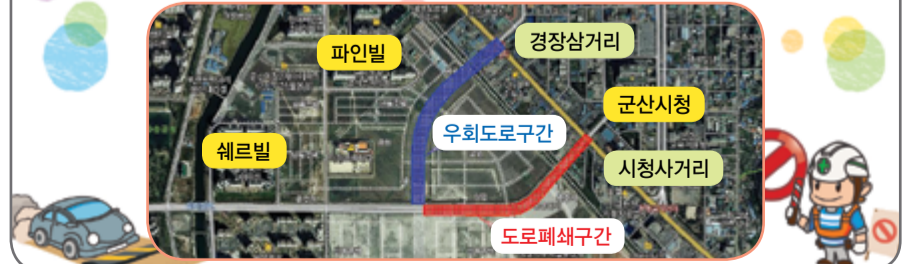 경장삼거리
파인빌
군산시청
우회도로구간
쉐르빌
시청사거리
도로폐쇄구간